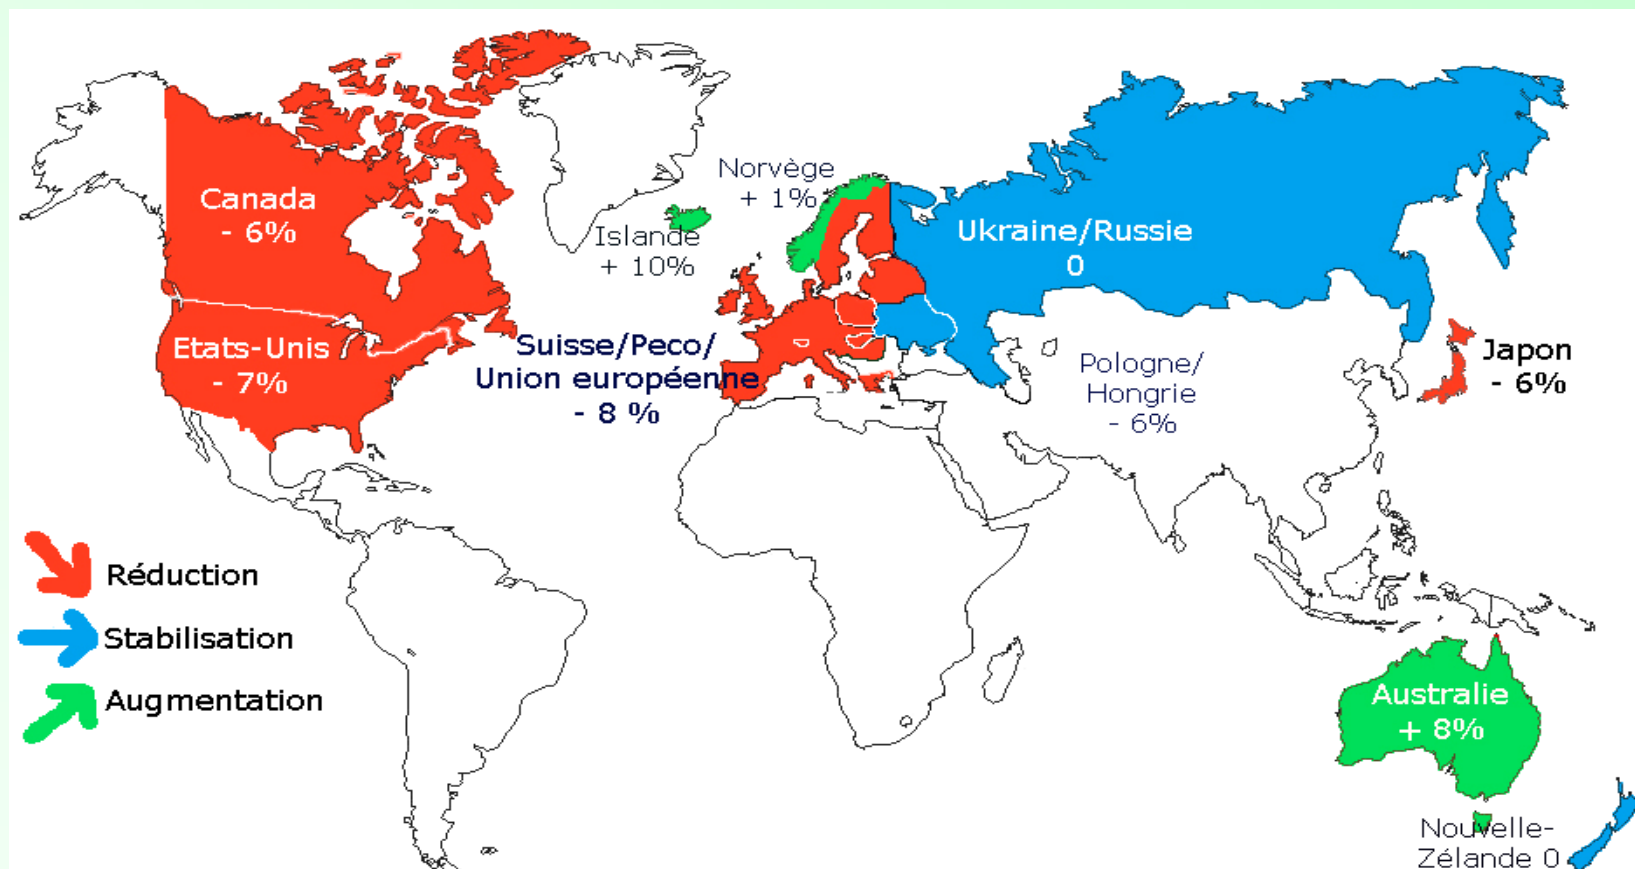 Canada
- 6%
Etats-Unis
- 7%
Norvège
+ 1%
Islande
+ 10%
Suisse/Peco/
Union européenne
- 8 %
Ukraine/Russie
0
Pologne/
Hongrie
- 6%
Japon
- 6%
Réduction
Stabilisation
Augmentation
Australie
+ 8%
Nouvelle-
Zélande 0